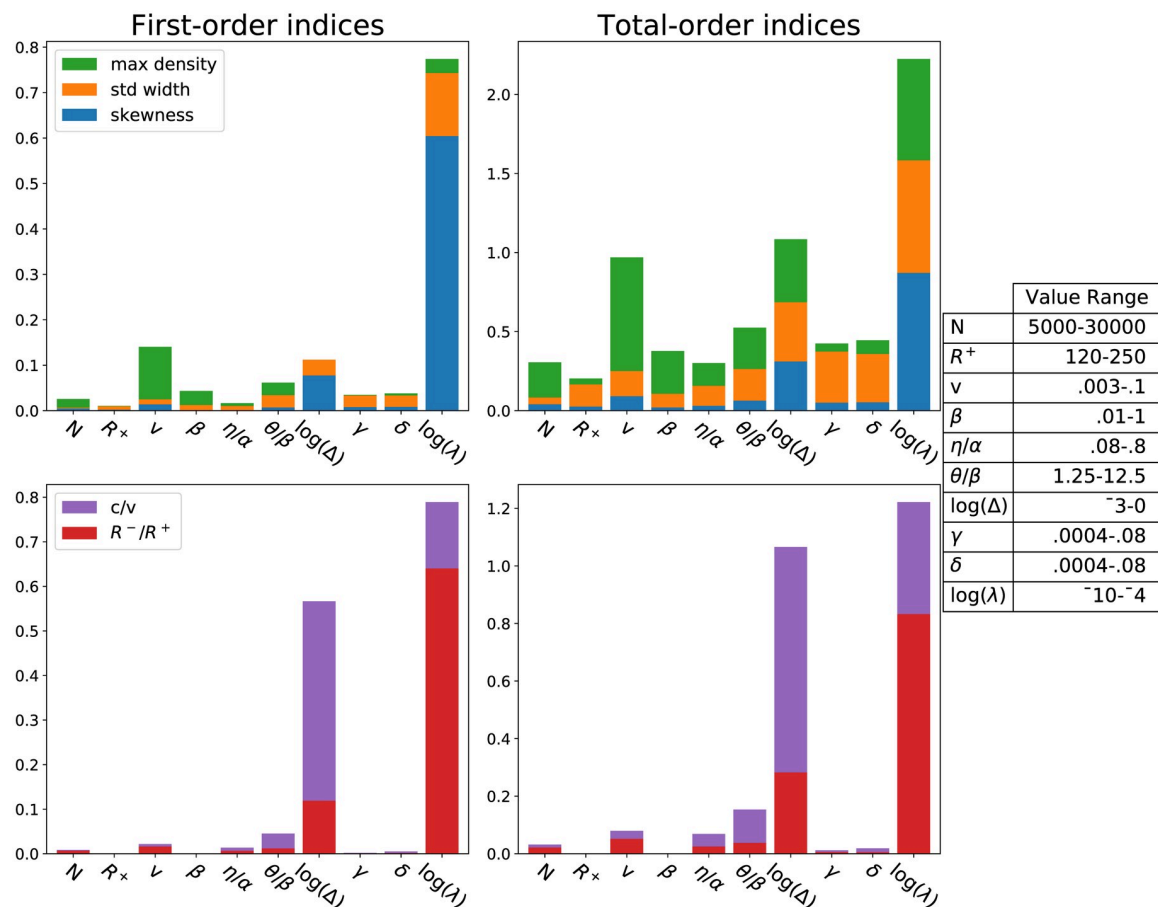 First-order indices
Total-order indices
0.8
0.7
0.6
0.5
0.4
0.3
0.2
0.1
0.0
max density
std width
skewness
N
R+
v
β
η/α
θ/β
log(Δ)
γ
δ
log(λ)
2.0
1.5
1.0
0.5
0.0
N
R+
v
β
η/α
θ/β
log(Δ)
γ
δ
log(λ)
0.8
0.7
0.6
0.5
0.4
0.3
0.2
0.1
0.0
c/v
R⁻/R⁺
N
R+
v
β
η/α
θ/β
log(Δ)
γ
δ
log(λ)
1.2
1.0
0.8
0.6
0.4
0.2
0.0
N
R+
v
β
η/α
θ/β
log(Δ)
γ
δ
log(λ)
Value Range
N 5000-30000
R⁺ 120-250
v .003-.1
β .01-1
η/α .08-.8
θ/β 1.25-12.5
log(Δ) ¯3-0
γ .0004-.08
δ .0004-.08
log(λ) ¯10-¯4